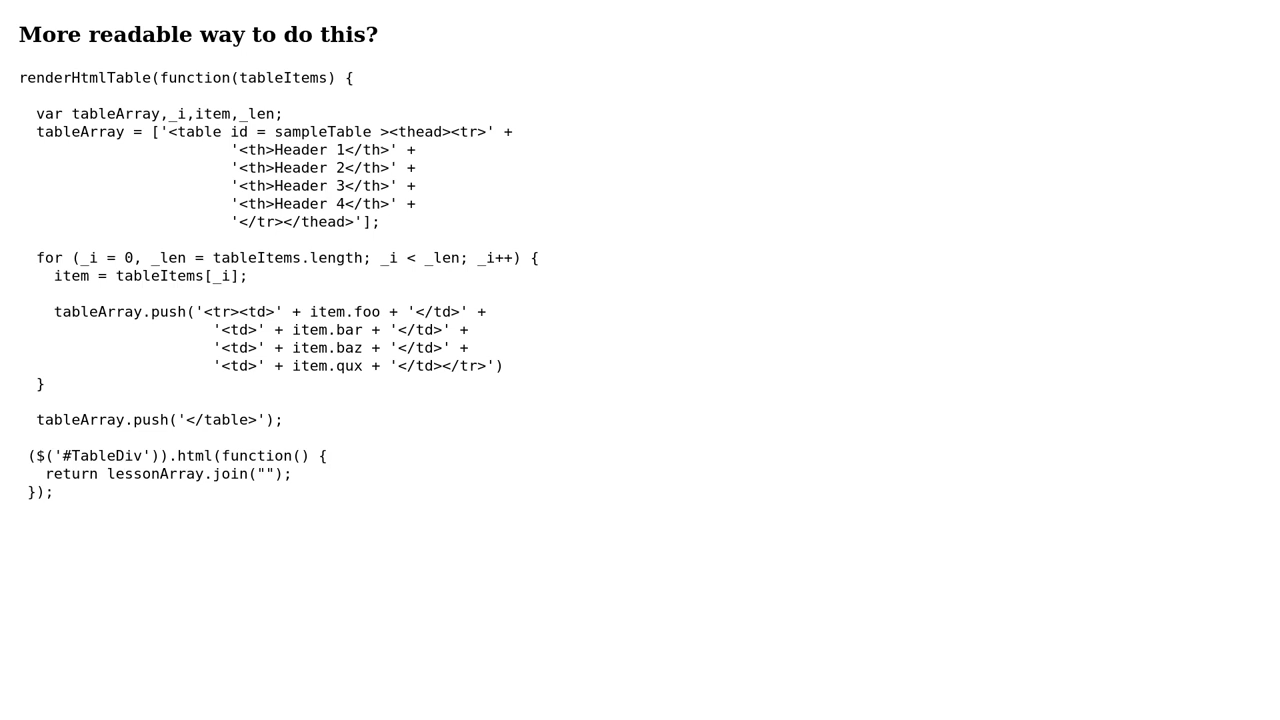 More readable way to do this?
renderHtmlTable(function(tableItems) {
var tableArray,_i,item,_len;
tableArray = ['<table id = sampleTable ><thead><tr>' +
'<th>Header 1</th>' +
'<th>Header 2</th>' +
'<th>Header 3</th>' +
'<th>Header 4</th>' +
'</tr></thead>'];
for (_i = 0, _len = tableItems.length; _i < _len; _i++) {
item = tableItems[_i];
tableArray.push('<tr><td>' + item.foo + '</td>' +
'<td>' + item.bar + '</td>' +
'<td>' + item.baz + '</td>' +
'<td>' + item.qux + '</td></tr>')
}
tableArray.push('</table>');
($('#TableDiv')).html(function() {
return lessonArray.join("");
});